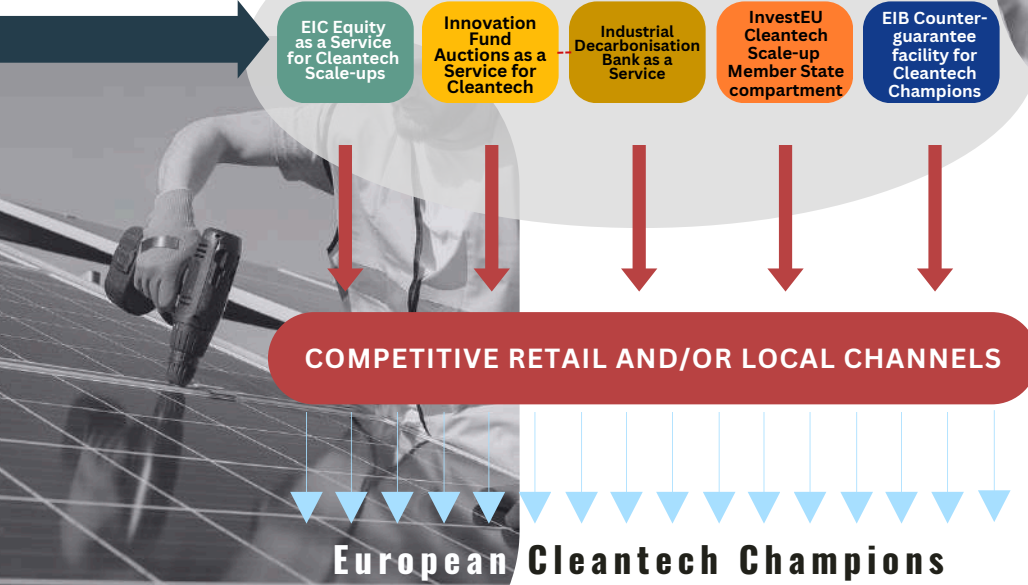 EIC Equity
as a Service
for Cleantech
Scale-ups
Innovation
Fund
Auctions as a
Service for
Cleantech
Industrial
Decarbonisation
Bank as a
Service
InvestEU
Cleantech
Scale-up
Member State
compartment
EIB Counter-
guarantee
facility for
Cleantech
Champions
COMPETITIVE RETAIL AND/OR LOCAL CHANNELS
European Cleantech Champions